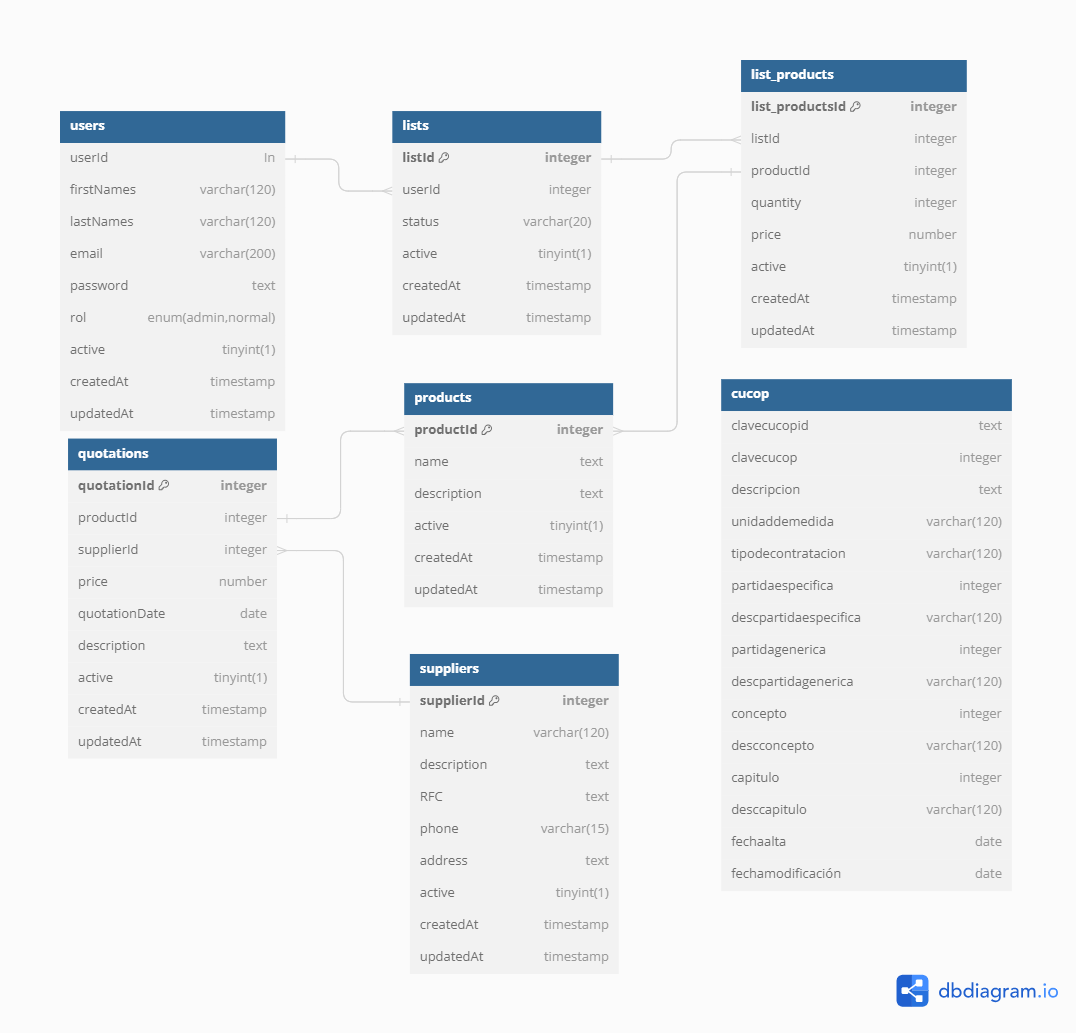 users
userId In
firstNames varchar(120)
lastNames varchar(120)
email varchar(200)
password text
rol enum(admin,normal)
active tinyint(1)
createdAt timestamp
updatedAt timestamp
lists
listId integer
userId integer
status varchar(20)
active tinyint(1)
createdAt timestamp
updatedAt timestamp
list_products
list_productsId integer
listId integer
productId integer
quantity integer
price number
active tinyint(1)
createdAt timestamp
updatedAt timestamp
quotations
quotationId integer
productId integer
supplierId integer
price number
quotationDate date
description text
active tinyint(1)
createdAt timestamp
updatedAt timestamp
products
productId integer
name text
description text
active tinyint(1)
createdAt timestamp
updatedAt timestamp
suppliers
supplierId integer
name varchar(120)
description text
RFC text
phone varchar(15)
address text
active tinyint(1)
createdAt timestamp
updatedAt timestamp
cucop
clavecucopid text
clavecucop integer
descripcion text
unidaddemedida varchar(120)
tipodecontratacion varchar(120)
partidaespecifica integer
descpartidaespecifica varchar(120)
partidagenerica integer
descpartidagenerica varchar(120)
concepto integer
descconcepto varchar(120)
capitulo integer
desccapitulo varchar(120)
fechaalta date
fechamodificación date
dbdiagram.io